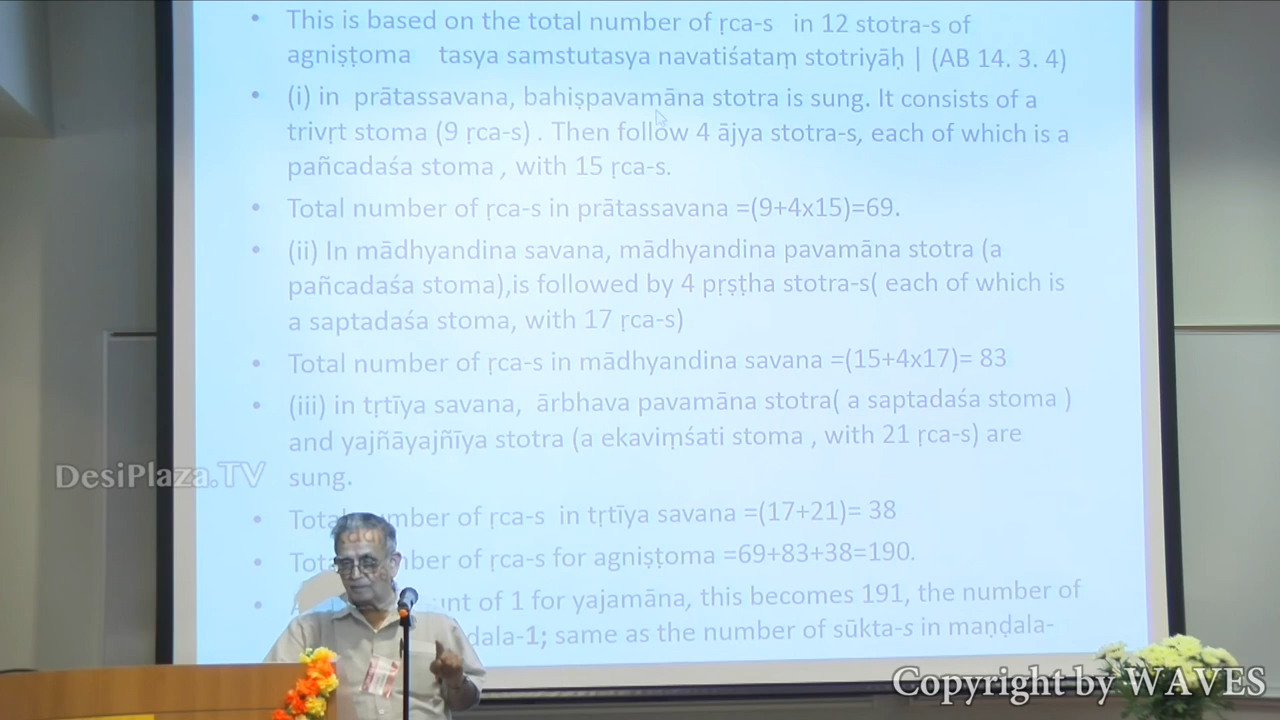 • This is based on the total number of ṛca-s in 12 stotra-s of
agniṣṭoma tasya samstutasya navatiśataṃ stotriyāḥ | (AB 14. 3. 4)
• (i) in prātassavana, bahiṣpavamāna stotra is sung. It consists of a
trivṛt stoma (9 ṛca-s) . Then follow 4 ājya stotra-s, each of which is a
pañcadaśa stoma , with 15 ṛca-s.
• Total number of ṛca-s in prātassavana =(9+4x15)=69.
• (ii) In mādhyandina savana, mādhyandina pavamāna stotra (a
pañcadaśa stoma),is followed by 4 pṛṣṭha stotra-s( each of which is
a saptadaśa stoma, with 17 ṛca-s)
• Total number of ṛca-s in mādhyandina savana =(15+4x17)= 83
• (iii) in tṛtīya savana, ārbhava pavamāna stotra( a saptadaśa stoma )
and yajñāyajñīya stotra (a ekaviṃśati stoma , with 21 ṛca-s) are
sung.
DesiPlaza.TV
• number of ṛca-s in tṛtīya savana =(17+21)= 38
• number of ṛca-s for agniṣṭoma =69+83+38=190.
• of 1 for yajamāna, this becomes 191, the number of
-1; same as the number of sūkta-s in maṇḍala-
Copyright by WAVES